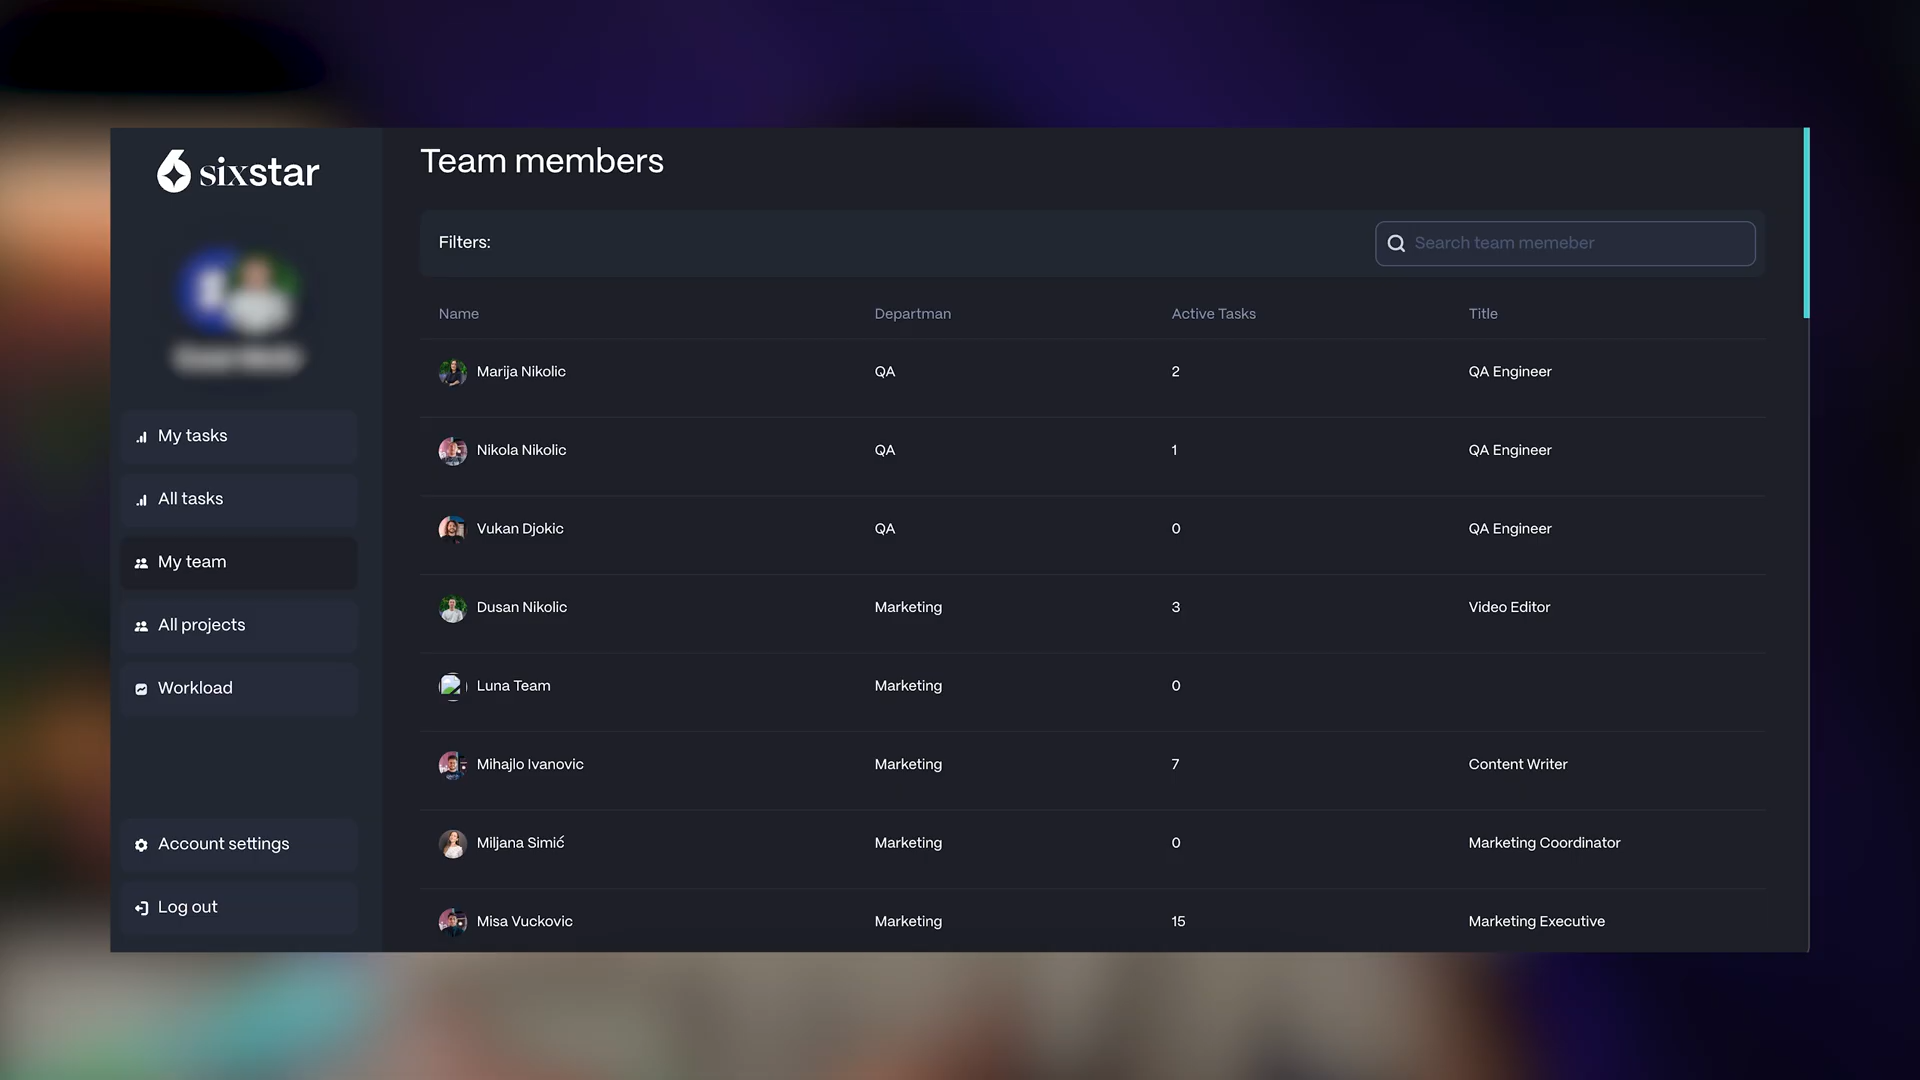 sixstar
Team members
Filters:
Search team memeber
Name Departman Active Tasks Title
Marija Nikolic QA 2 QA Engineer
Nikola Nikolic QA 1 QA Engineer
Vukan Djokic QA 0 QA Engineer
Dusan Nikolic Marketing 3 Video Editor
Luna Team Marketing 0
Mihajlo Ivanovic Marketing 7 Content Writer
Miljana Simić Marketing 0 Marketing Coordinator
Misa Vuckovic Marketing 15 Marketing Executive
My tasks
All tasks
My team
All projects
Workload
Account settings
Log out